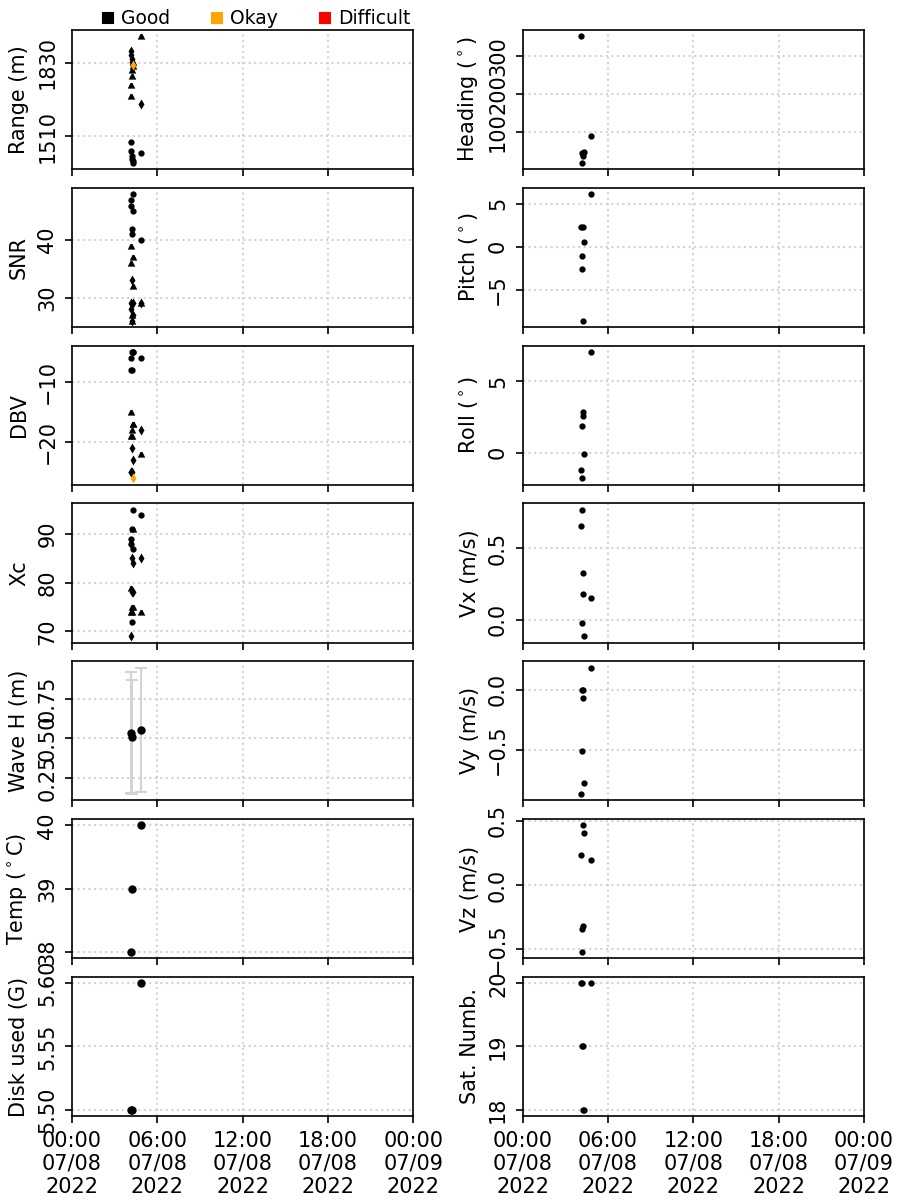 Good Okay Difficult
Range (m)
1830
1510
Heading (°)
300
200
100
SNR
40
30
Pitch (°)
5
0
−5
DBV
−10
−20
Roll (°)
5
0
Xc
90
80
70
Vx (m/s)
0.5
0.0
Wave H (m)
0.75
0.50
0.25
Vy (m/s)
0.0
−0.5
Temp (°C)
40
39
38
Vz (m/s)
0.5
0.0
−0.5
Disk used (G)
5.60
5.55
5.50
Sat. Numb.
20
19
18
00:00 06:00 12:00 18:00 00:00
07/08 07/08 07/08 07/08 07/09
2022 2022 2022 2022 2022
00:00 06:00 12:00 18:00 00:00
07/08 07/08 07/08 07/08 07/09
2022 2022 2022 2022 2022